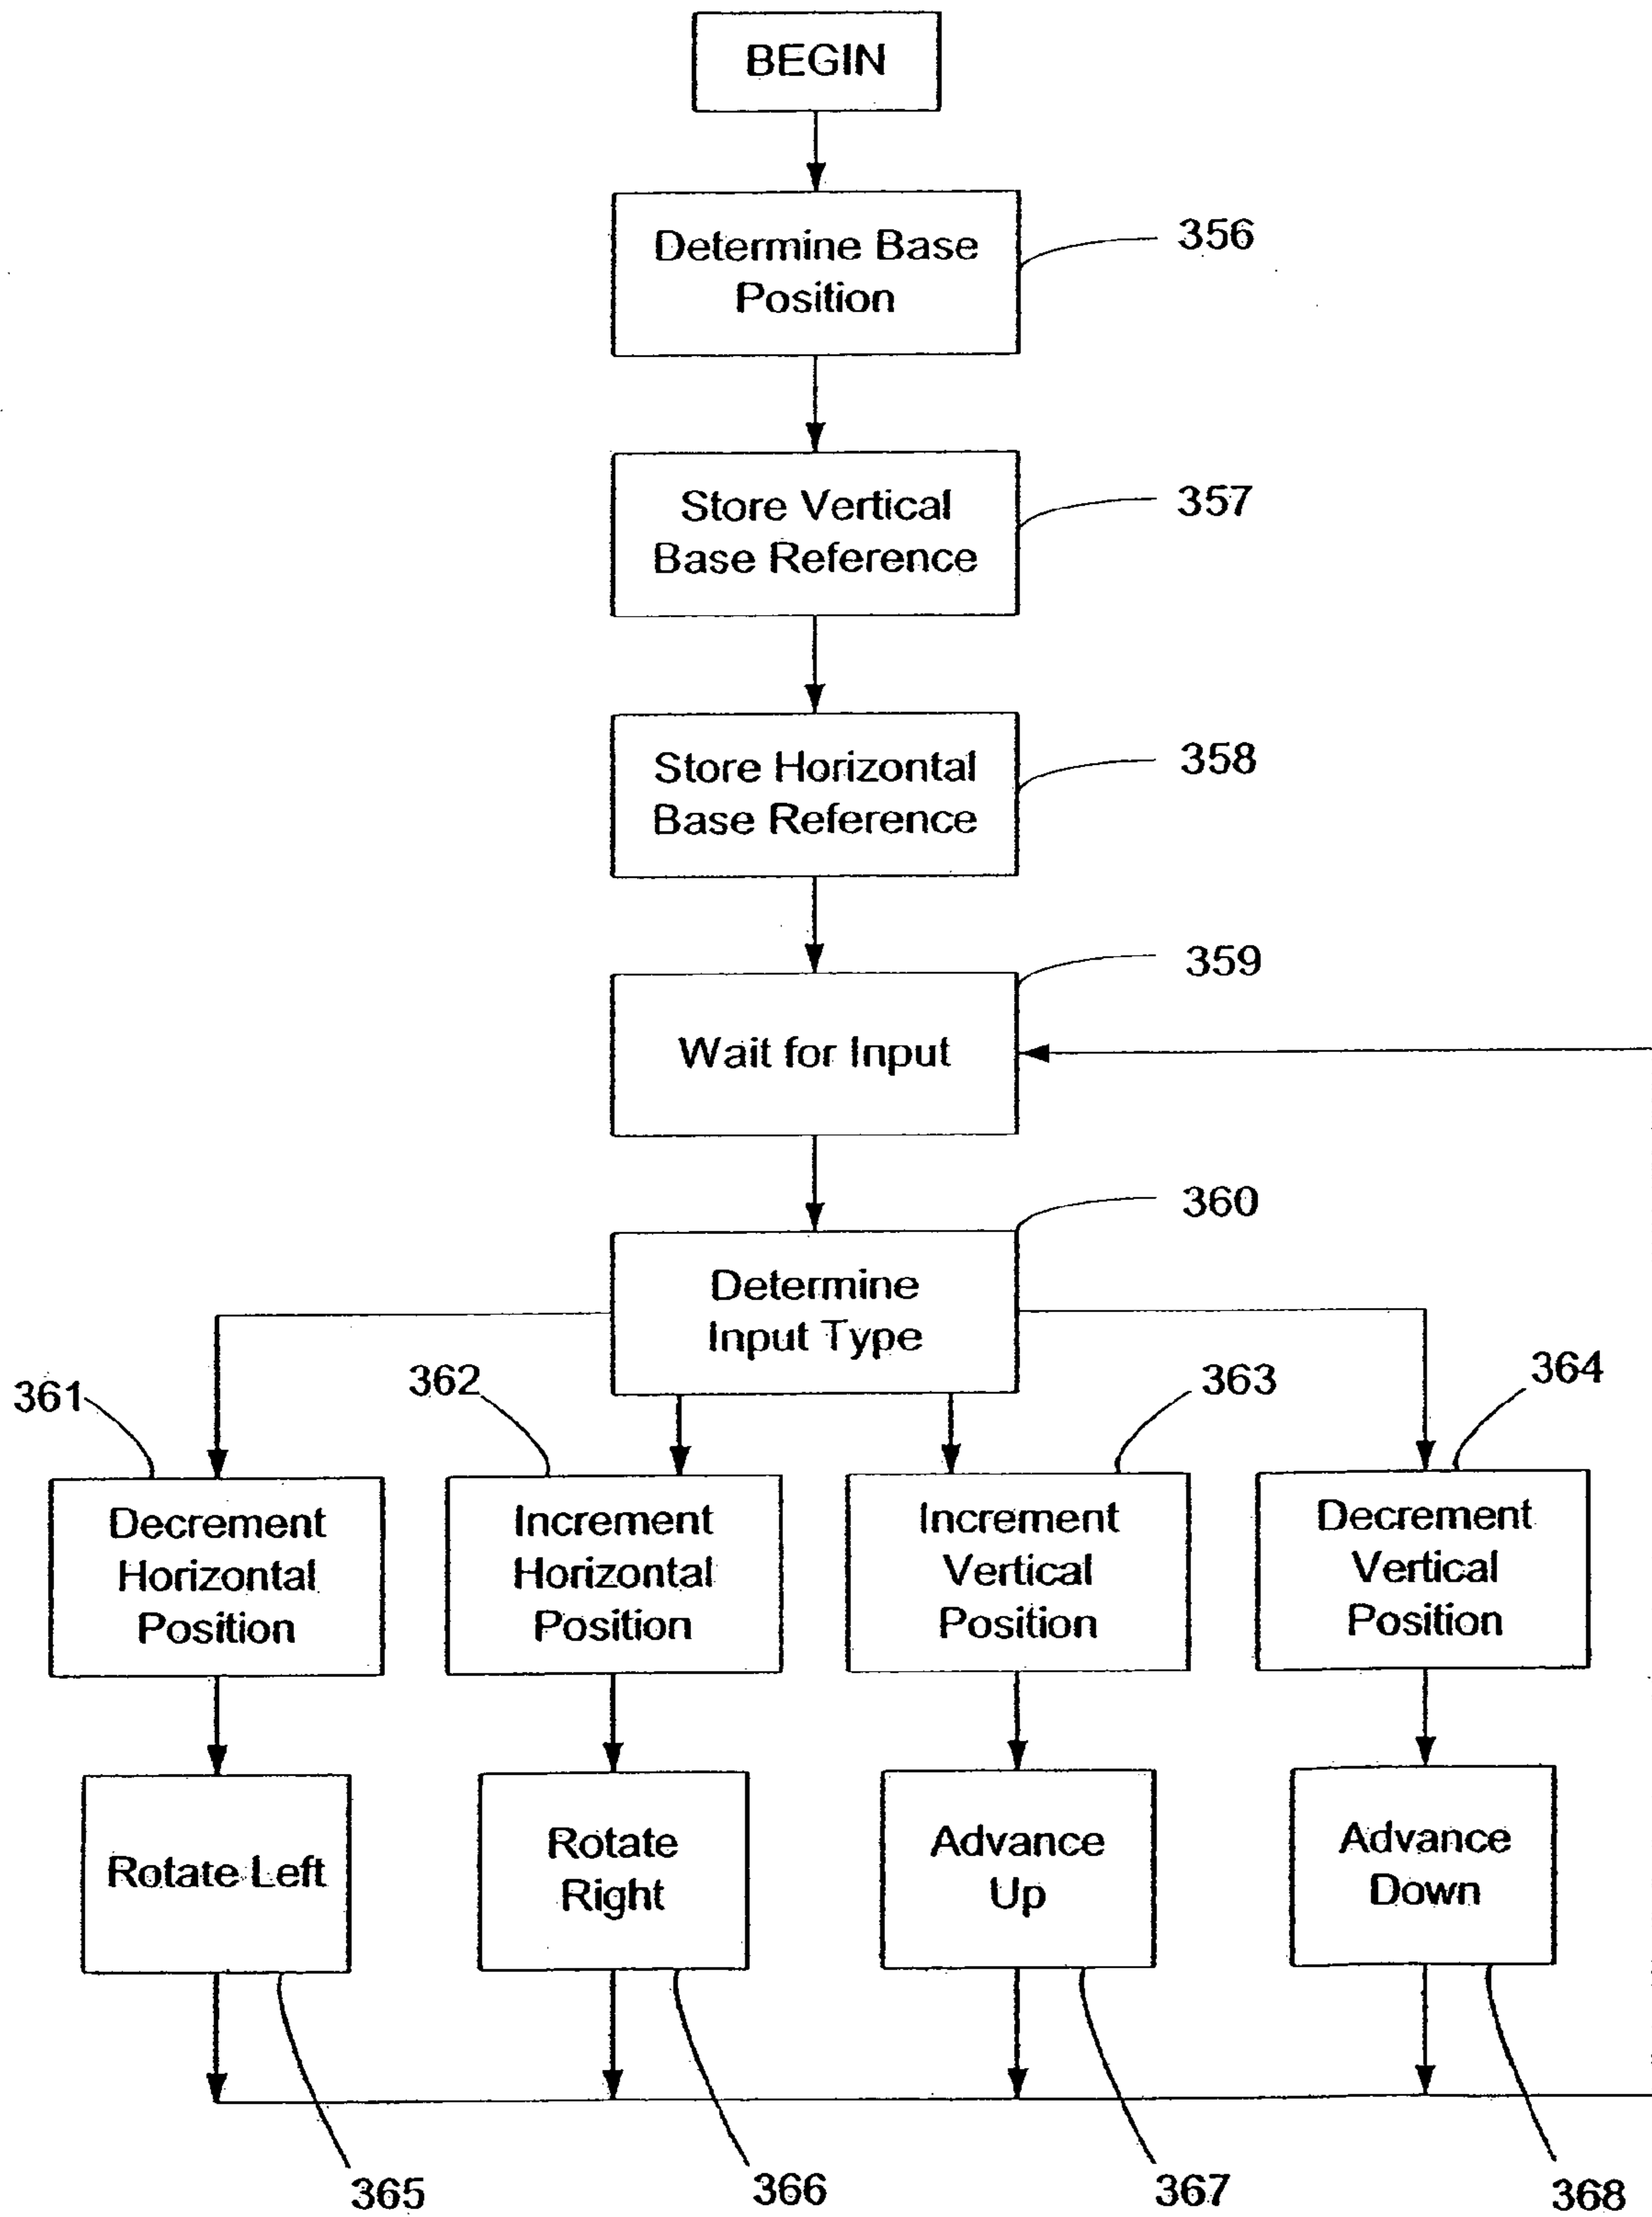 BEGIN
Determine Base
Position
356
Store Vertical
Base Reference
357
Store Horizontal
Base Reference
358
359
Wait for Input
360
Determine
Input Type
361
362
363
364
Decrement
Horizontal
Position
Increment
Horizontal
Position
Increment
Vertical
Position
Decrement
Vertical
Position
Rotate Left
Rotate
Right
Advance
Up
Advance
Down
365
366
367
368